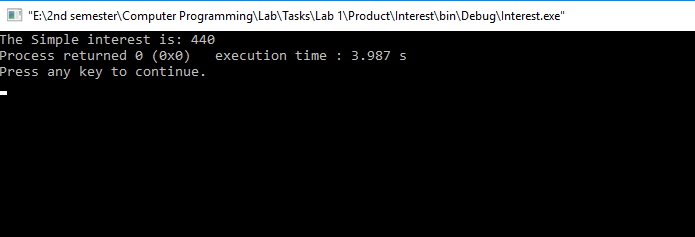 "E:\2nd semester\Computer Programming\Lab\Tasks\Lab 1\Product\Interest\bin\Debug\Interest.exe"
The Simple interest is: 440
Process returned 0 (0x0)   execution time : 3.987 s
Press any key to continue.